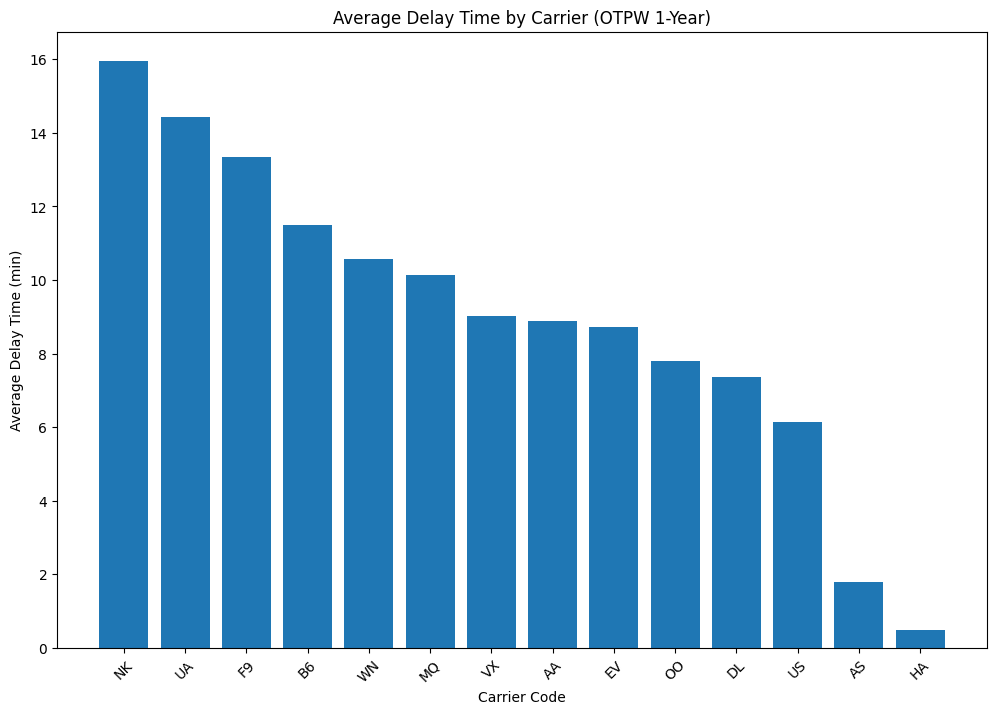 Average Delay Time by Carrier (OTPW 1-Year)
Average Delay Time (min)
16
14
12
10
8
6
4
2
0
NK
UA
F9
B6
WN
MQ
VX
AA
EV
OO
DL
US
AS
HA
Carrier Code